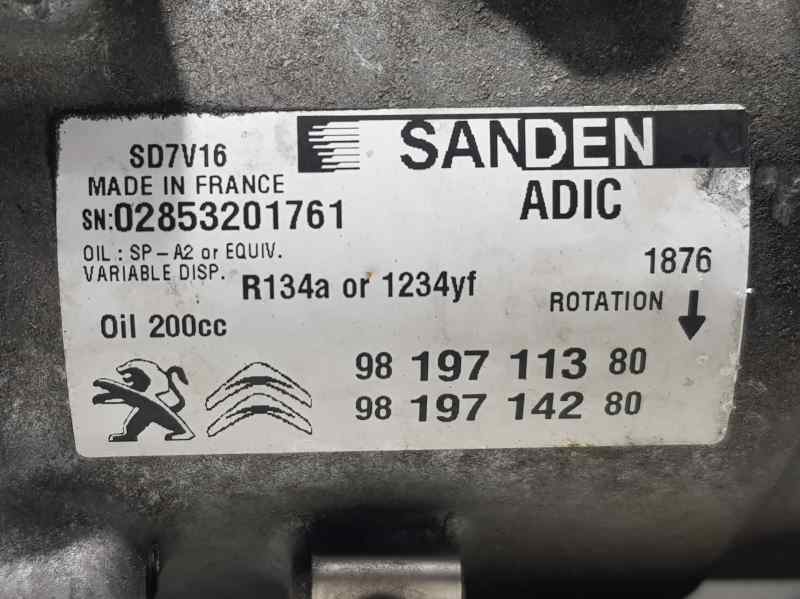 SD7V16
SANDEN
MADE IN FRANCE
ADIC
SN:02853201761
OIL : SP-A2 or EQUIV.
VARIABLE DISP.
R134a or 1234yf
1876
ROTATION
Oil 200cc
98 197 113 80
98 197 142 80